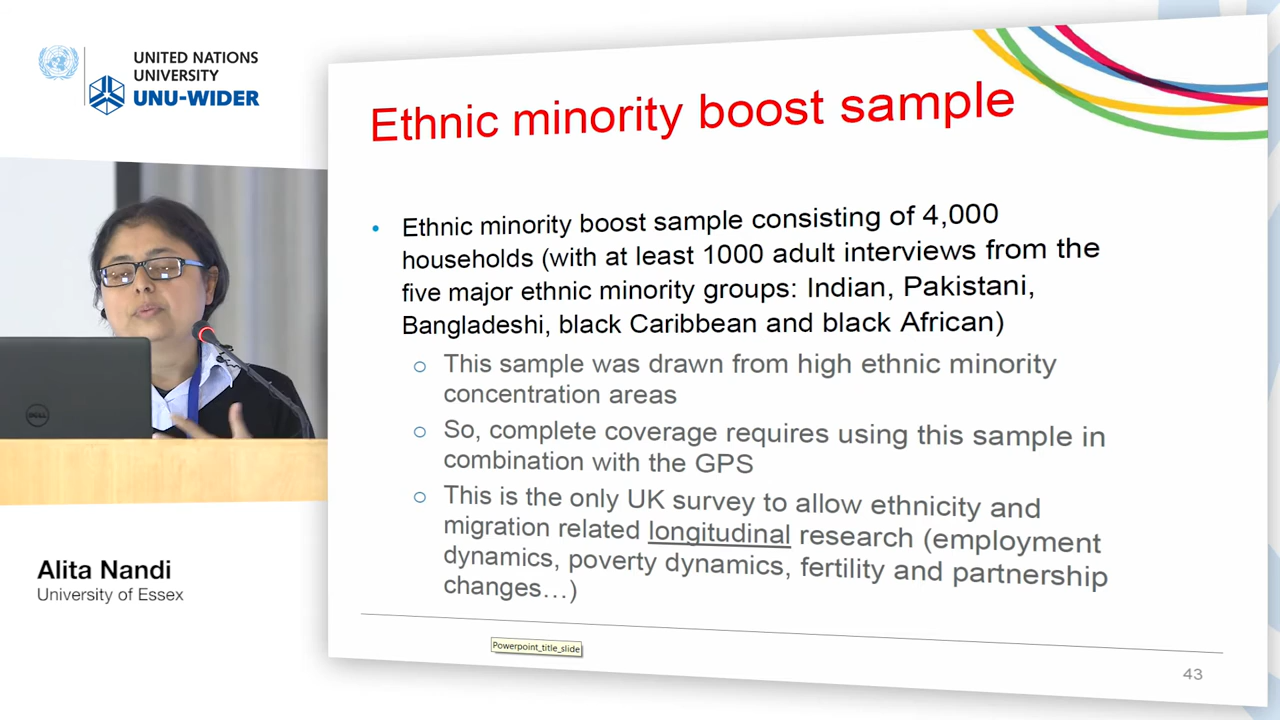 UNITED NATIONS
UNIVERSITY
UNU-WIDER
Ethnic minority boost sample
• Ethnic minority boost sample consisting of 4,000
households (with at least 1000 adult interviews from the
five major ethnic minority groups: Indian, Pakistani,
Bangladeshi, black Caribbean and black African)
○ This sample was drawn from high ethnic minority
concentration areas
○ So, complete coverage requires using this sample in
combination with the GPS
○ This is the only UK survey to allow ethnicity and
migration related longitudinal research (employment
dynamics, poverty dynamics, fertility and partnership
changes…)
Powerpoint_title_slide
43
DELL
Alita Nandi
University of Essex